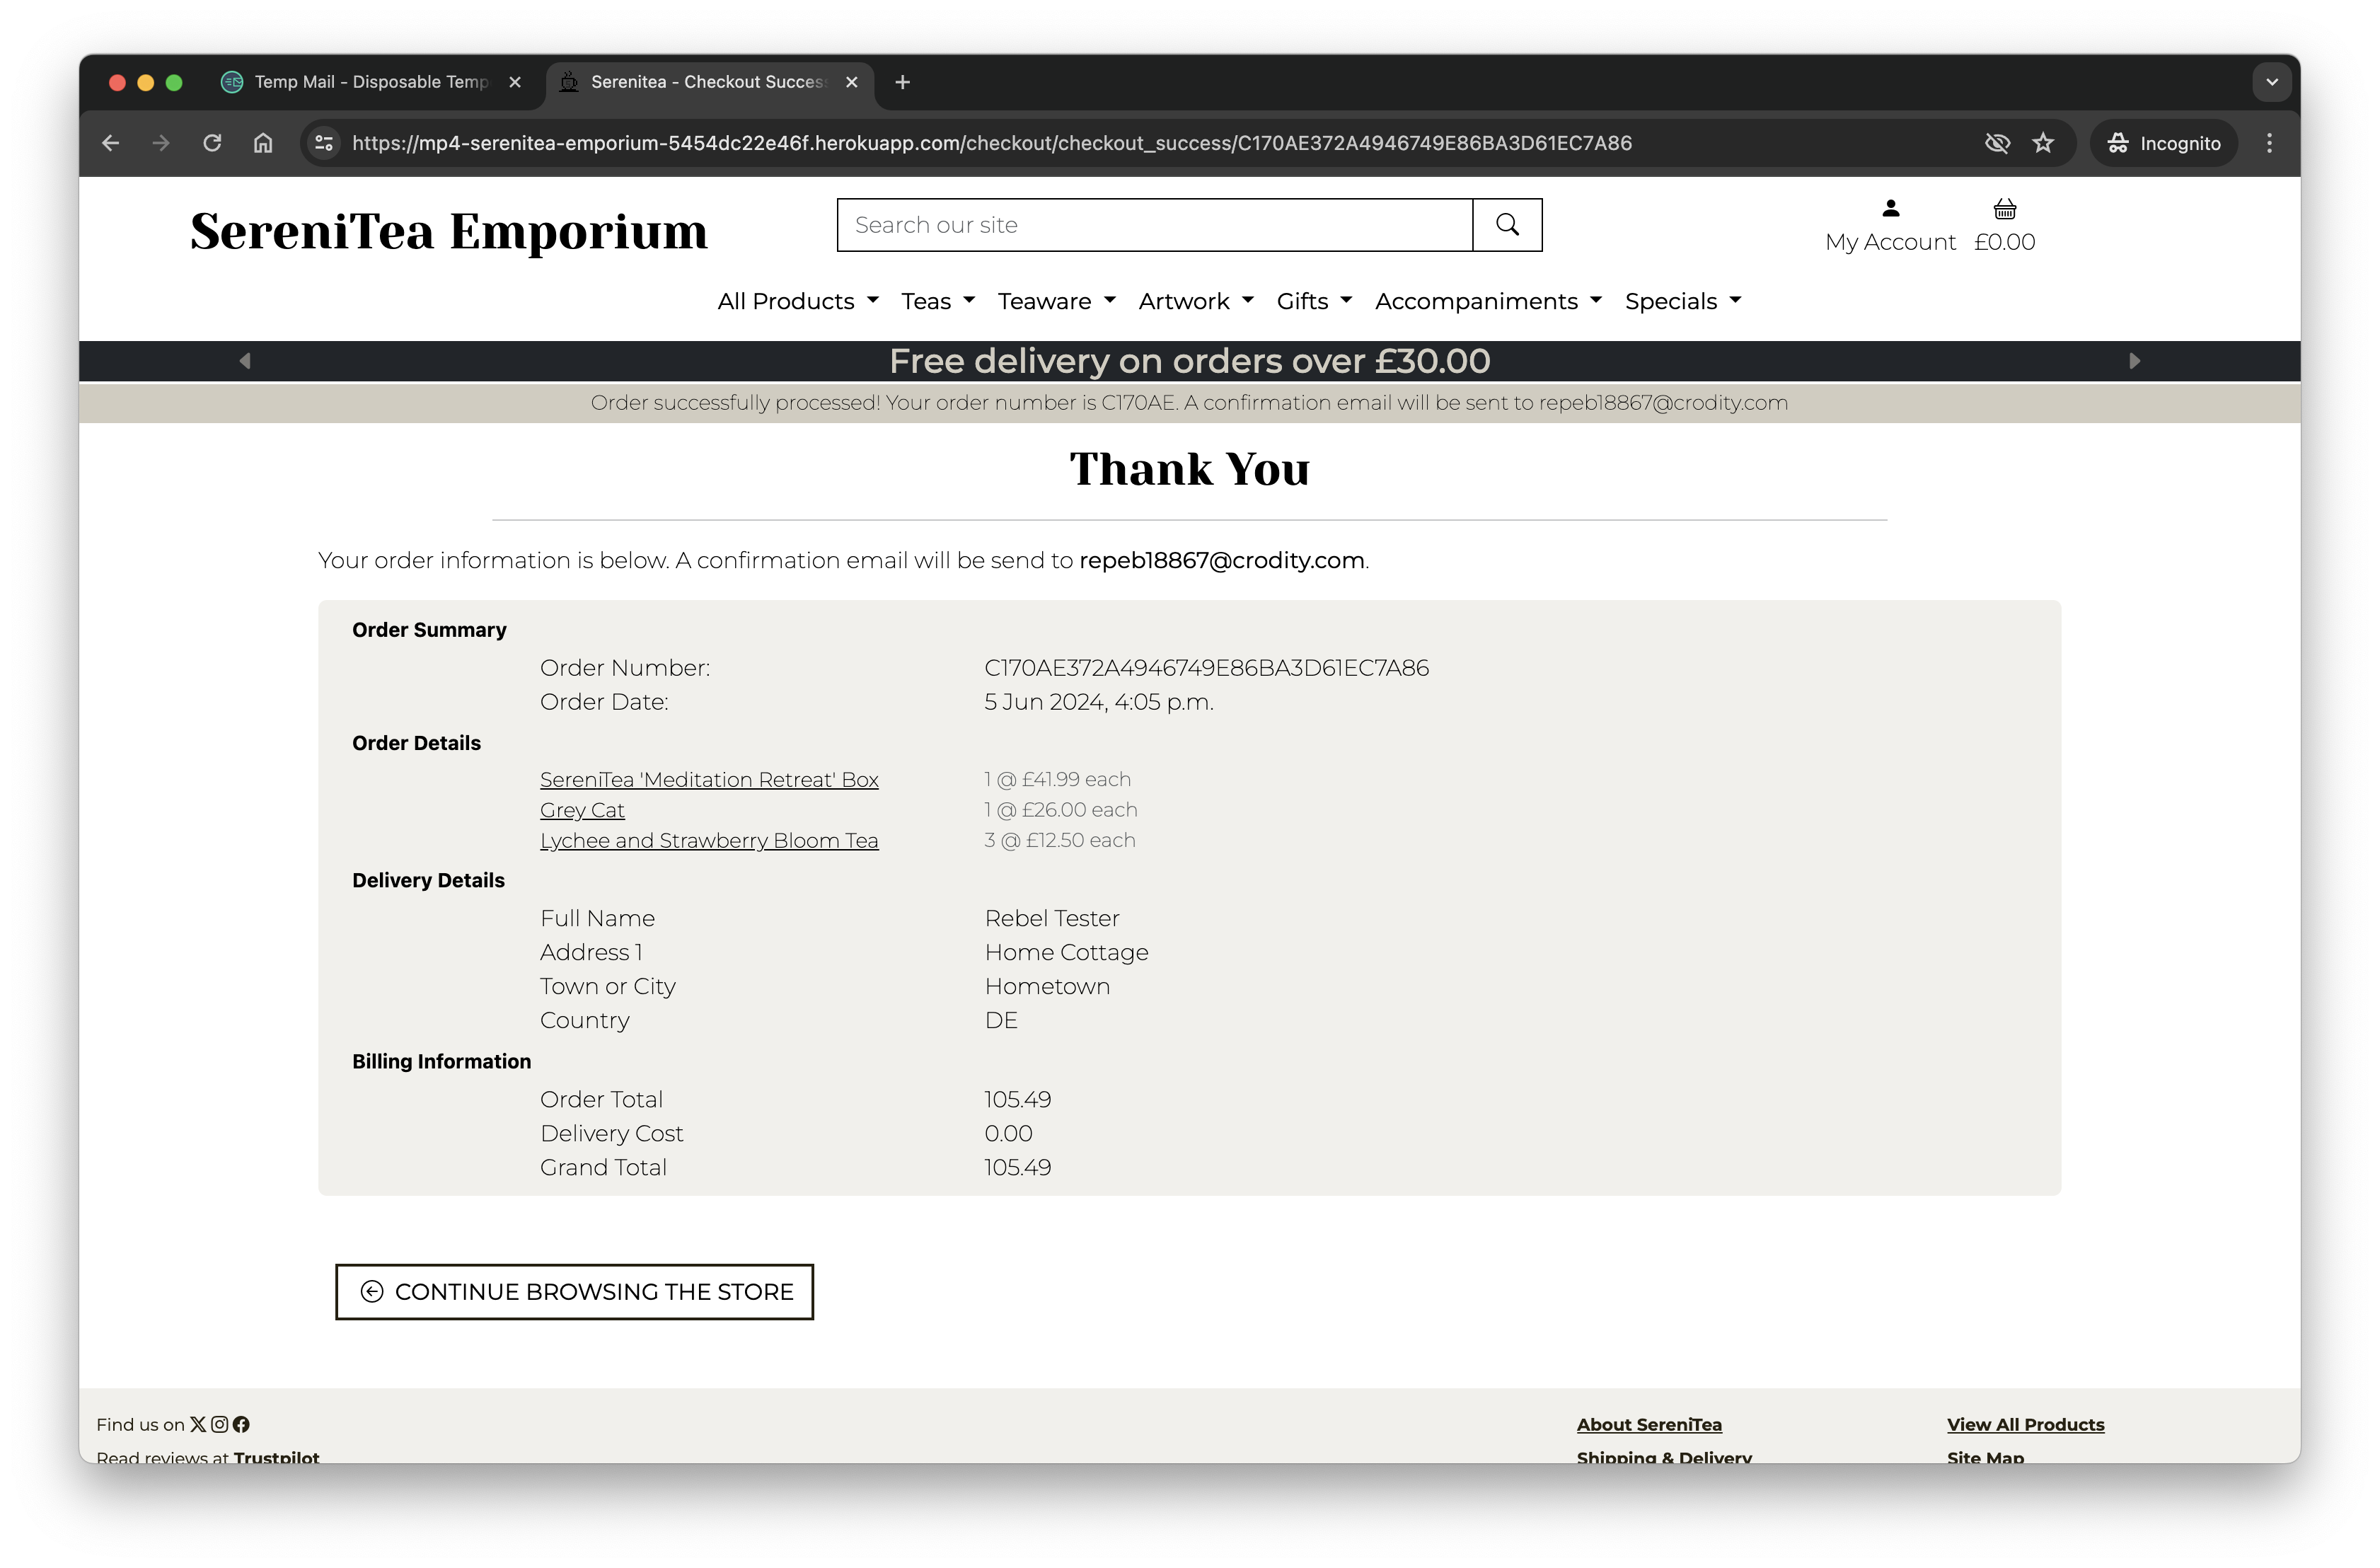 Temp Mail - Disposable Temp
Serenitea - Checkout Success
https://mp4-serenitea-emporium-5454dc22e46f.herokuapp.com/checkout/checkout_success/C170AE372A4946749E86BA3D61EC7A86
Incognito
SereniTea Emporium
Search our site
My Account £0.00
All Products Teas Teaware Artwork Gifts Accompaniments Specials
Free delivery on orders over £30.00
Order successfully processed! Your order number is C170AE. A confirmation email will be sent to repeb18867@crodity.com
Thank You
Your order information is below. A confirmation email will be send to repeb18867@crodity.com.
Order Summary
Order Number: C170AE372A4946749E86BA3D61EC7A86
Order Date: 5 Jun 2024, 4:05 p.m.
Order Details
SereniTea 'Meditation Retreat' Box 1 @ £41.99 each
Grey Cat 1 @ £26.00 each
Lychee and Strawberry Bloom Tea 3 @ £12.50 each
Delivery Details
Full Name Rebel Tester
Address 1 Home Cottage
Town or City Hometown
Country DE
Billing Information
Order Total 105.49
Delivery Cost 0.00
Grand Total 105.49
CONTINUE BROWSING THE STORE
Find us on
About SereniTea View All Products
Read reviews at Trustpilot
Shipping & Delivery Site Map